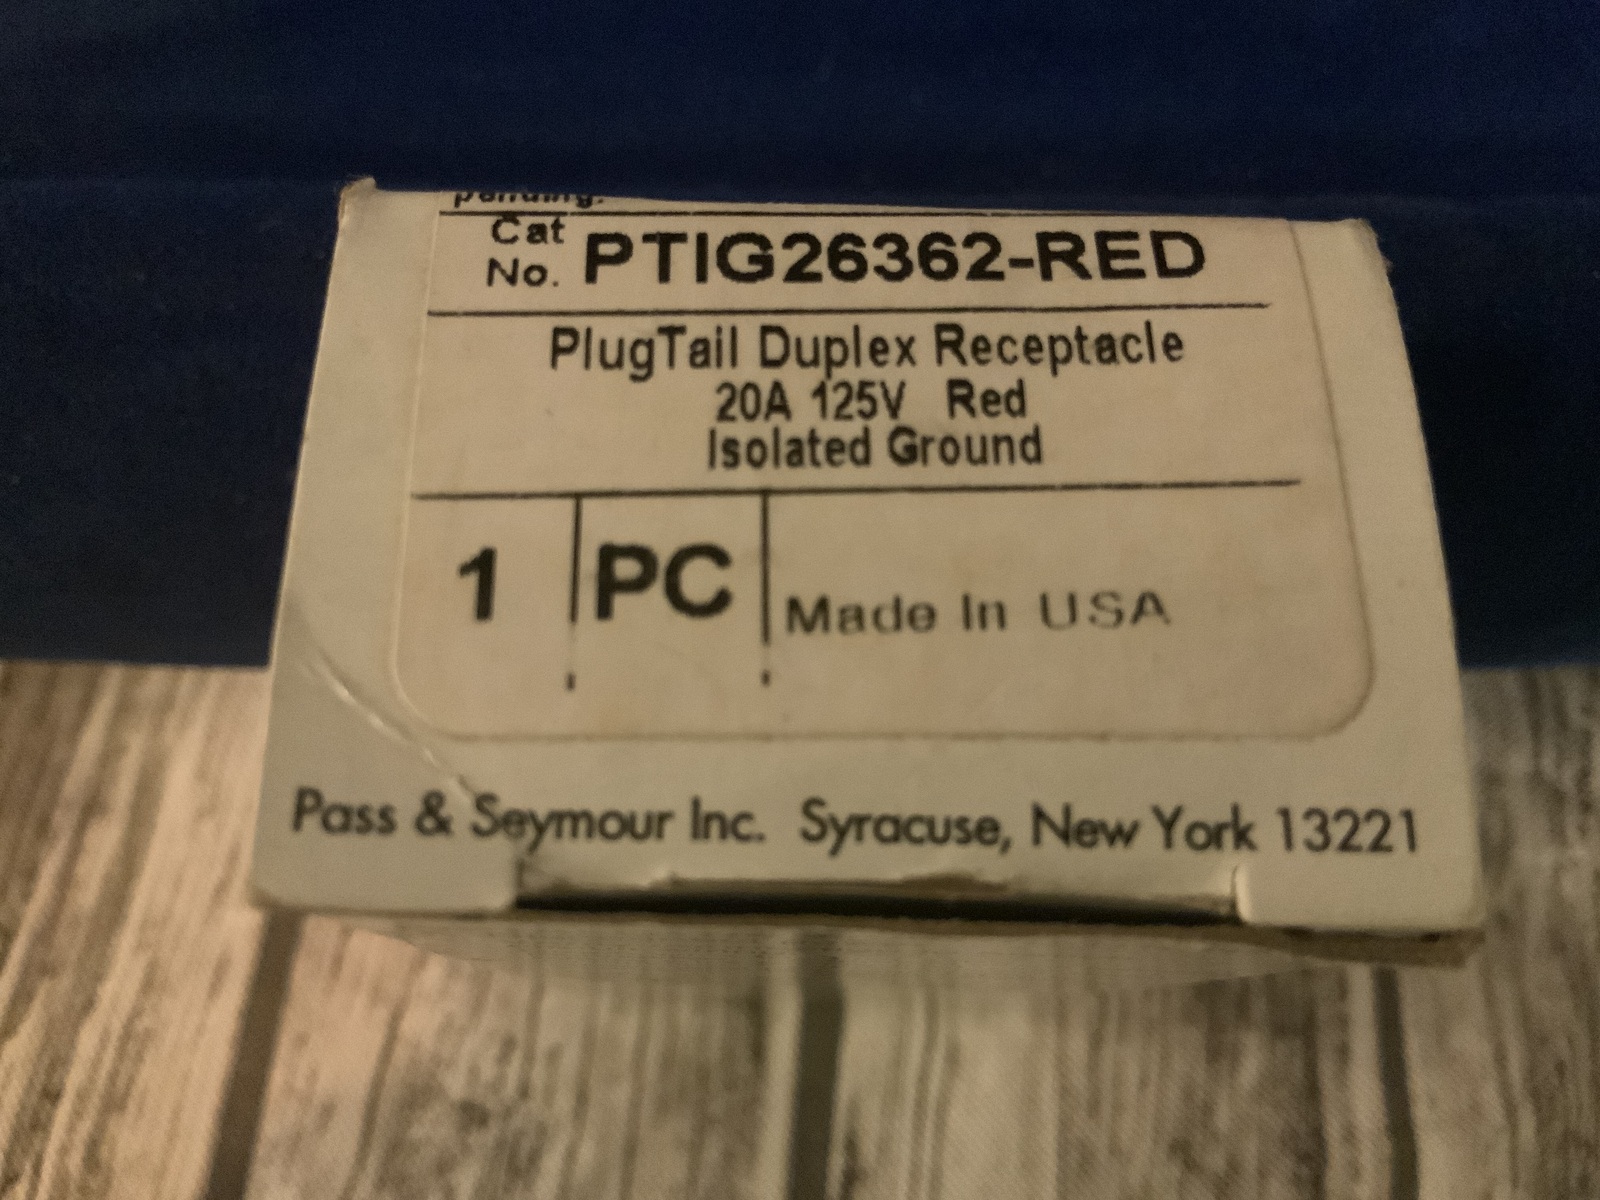 pending.
Cat No. PTIG26362-RED
PlugTail Duplex Receptacle
20A 125V Red
Isolated Ground
1 PC Made In USA
Pass & Seymour Inc. Syracuse, New York 13221